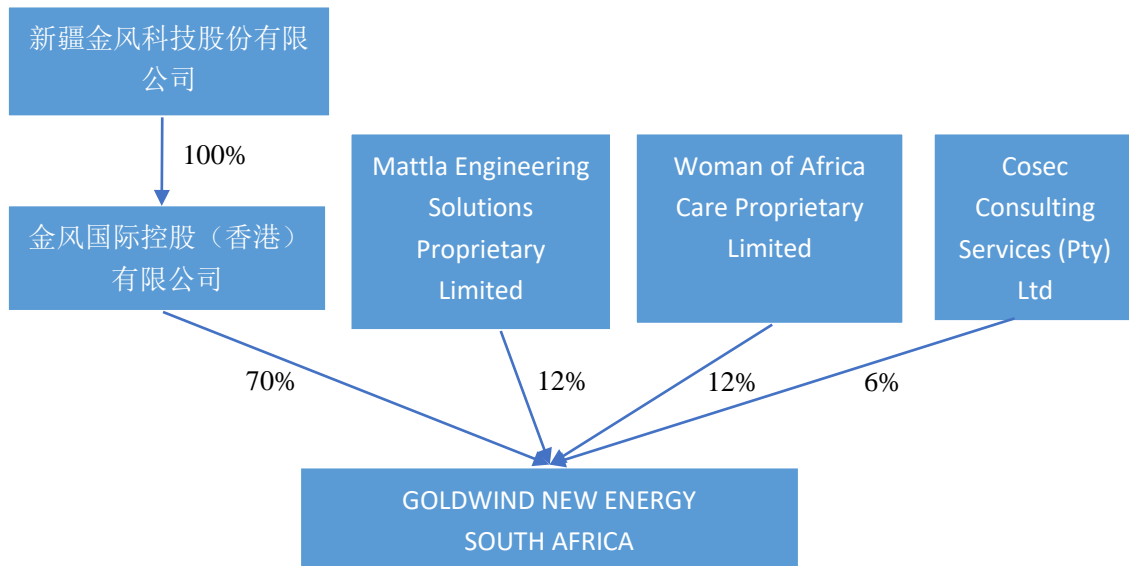 新疆金风科技股份有限
公司
100%
金风国际控股（香港）
有限公司
Mattla Engineering
Solutions
Proprietary
Limited
Woman of Africa
Care Proprietary
Limited
Cosec
Consulting
Services (Pty)
Ltd
70%
12%
12%
6%
GOLDWIND NEW ENERGY
SOUTH AFRICA